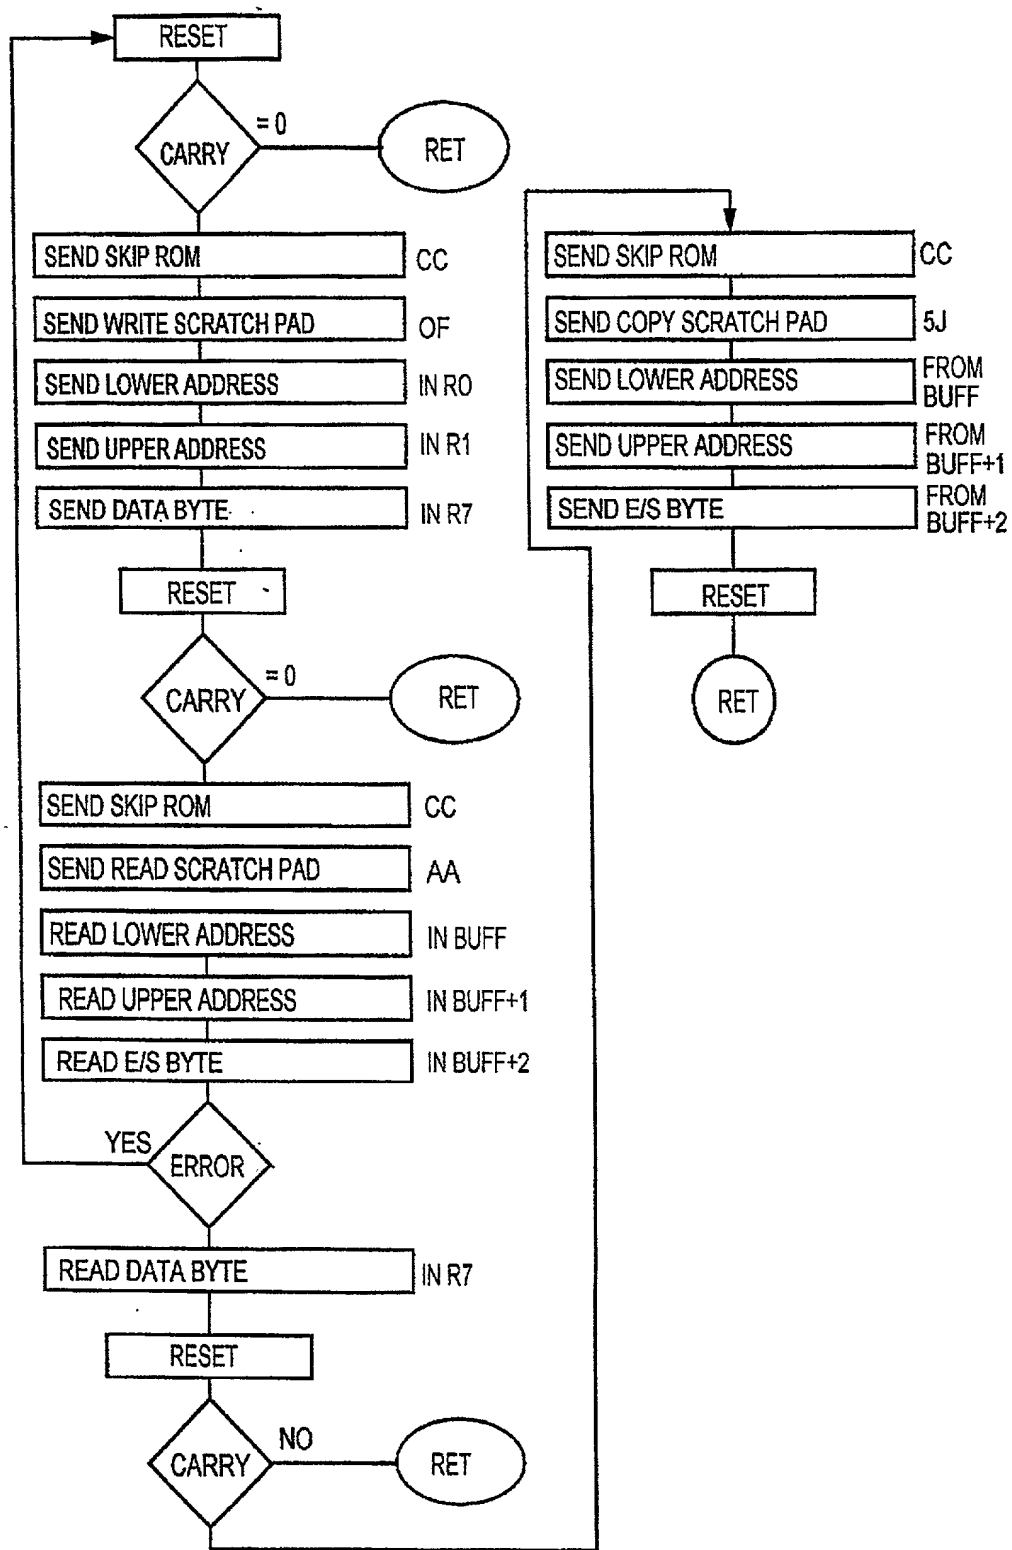 RESET
CARRY
= 0
RET
SEND SKIP ROM
CC
SEND WRITE SCRATCH PAD
OF
SEND LOWER ADDRESS
IN R0
SEND UPPER ADDRESS
IN R1
SEND DATA BYTE
IN R7
RESET
CARRY
= 0
RET
SEND SKIP ROM
CC
SEND READ SCRATCH PAD
AA
READ LOWER ADDRESS
IN BUFF
READ UPPER ADDRESS
IN BUFF+1
READ E/S BYTE
IN BUFF+2
YES
ERROR
READ DATA BYTE
IN R7
RESET
CARRY
NO
RET
SEND SKIP ROM
CC
SEND COPY SCRATCH PAD
5J
SEND LOWER ADDRESS
FROM
BUFF
SEND UPPER ADDRESS
FROM
BUFF+1
SEND E/S BYTE
FROM
BUFF+2
RESET
RET